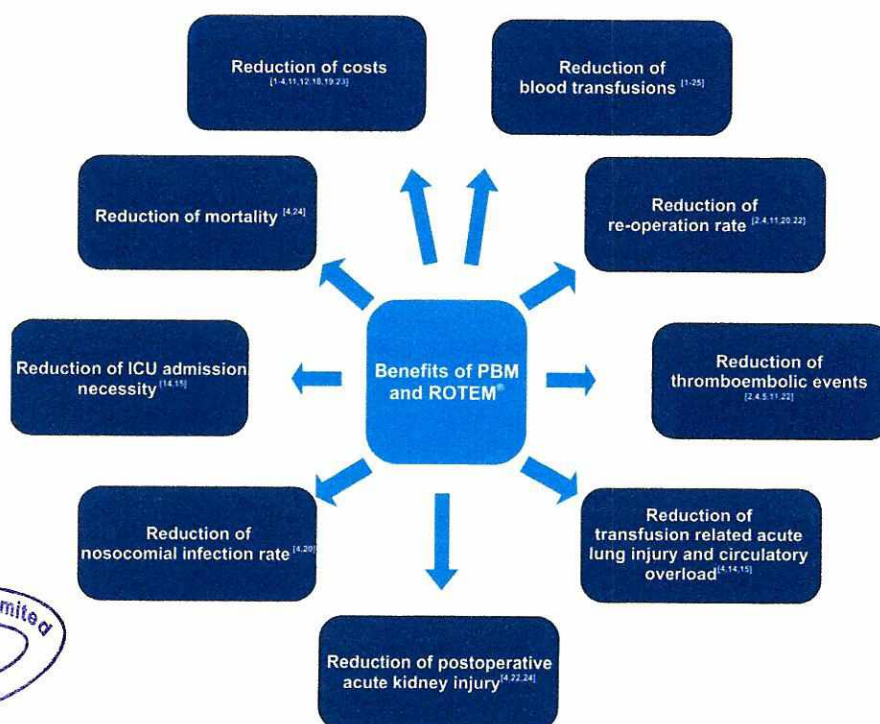 Reduction of costs
[1-4,11,12,18,19,23]
Reduction of
blood transfusions [1-25]
Reduction of mortality [4,24]
Reduction of
re-operation rate [2,4,11,20,22]
Reduction of ICU admission
necessity [14,15]
Benefits of PBM
and ROTEM®
Reduction of
thromboembolic events
[2,4,5,11,22]
Reduction of
nosocomial infection rate [4,20]
Reduction of
transfusion related acute
lung injury and circulatory
overload [4,14,15]
Reduction of postoperative
acute kidney injury [4,22,24]